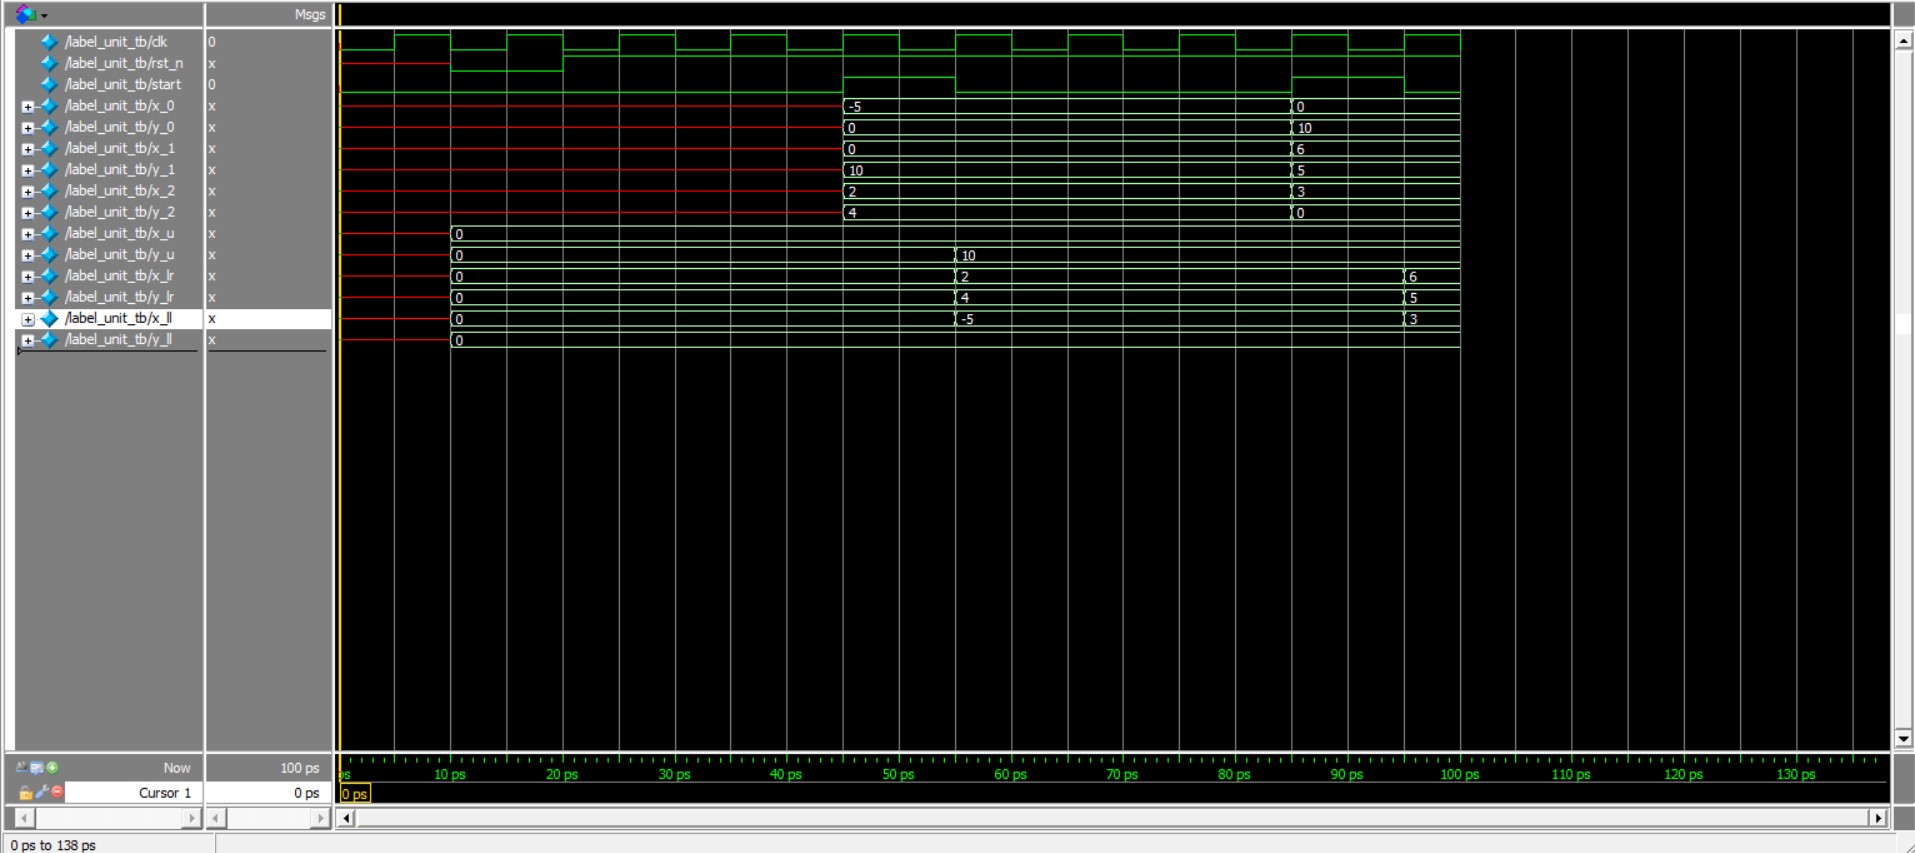 Msgs
/label_unit_tb/clk 0
/label_unit_tb/rst_n x
/label_unit_tb/start 0
/label_unit_tb/x_0 x -5 0
/label_unit_tb/y_0 x 0 10
/label_unit_tb/x_1 x 0 6
/label_unit_tb/y_1 x 10 5
/label_unit_tb/x_2 x 2 3
/label_unit_tb/y_2 x 4 0
/label_unit_tb/x_u x 0
/label_unit_tb/y_u x 0 10
/label_unit_tb/x_lr x 0 2 6
/label_unit_tb/y_lr x 0 4 5
/label_unit_tb/x_ll x 0 -5 3
/label_unit_tb/y_ll x 0
Now 100 ps ps 10 ps 20 ps 30 ps 40 ps 50 ps 60 ps 70 ps 80 ps 90 ps 100 ps 110 ps 120 ps 130 ps
Cursor 1 0 ps 0 ps
0 ps to 138 ps